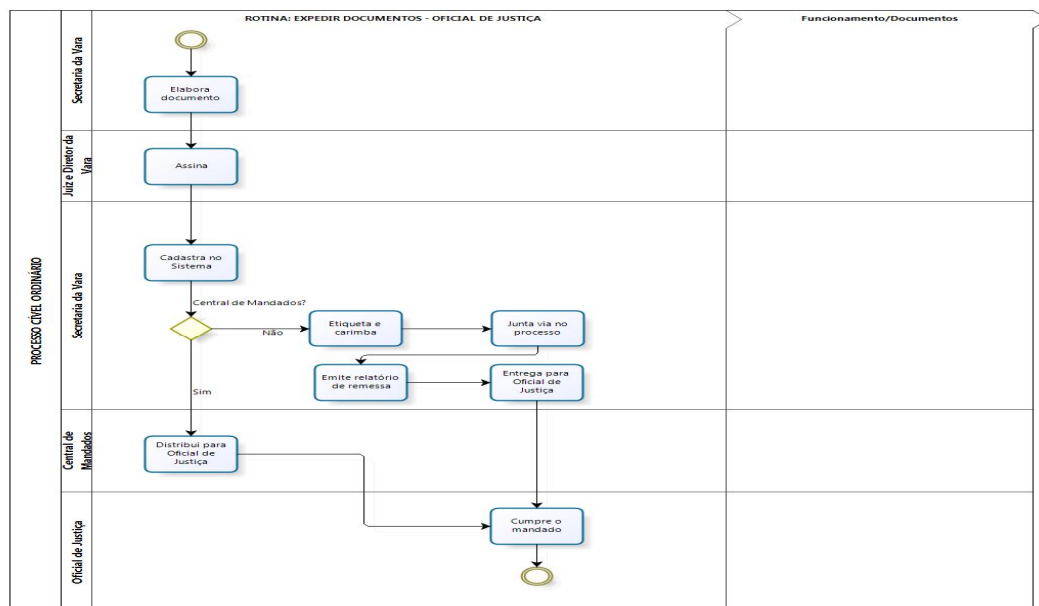 ROTINA: EXPEDIR DOCUMENTOS - OFICIAL DE JUSTIÇA
Funcionamento/Documentos
PROCESSO CÍVEL ORDINÁRIO
Secretaria da Vara
Elabora
documento
Juiz e Diretor da
Vara
Assina
Secretaria da Vara
Cadastra no
Sistema
Central de Mandados?
Não
Etiqueta e
carimba
Junta via no
processo
Emite relatório
de remessa
Entrega para
Oficial de
Justiça
Sim
Central de
Mandados
Distribui para
Oficial de
Justiça
Oficial de Justiça
Cumpre o
mandado